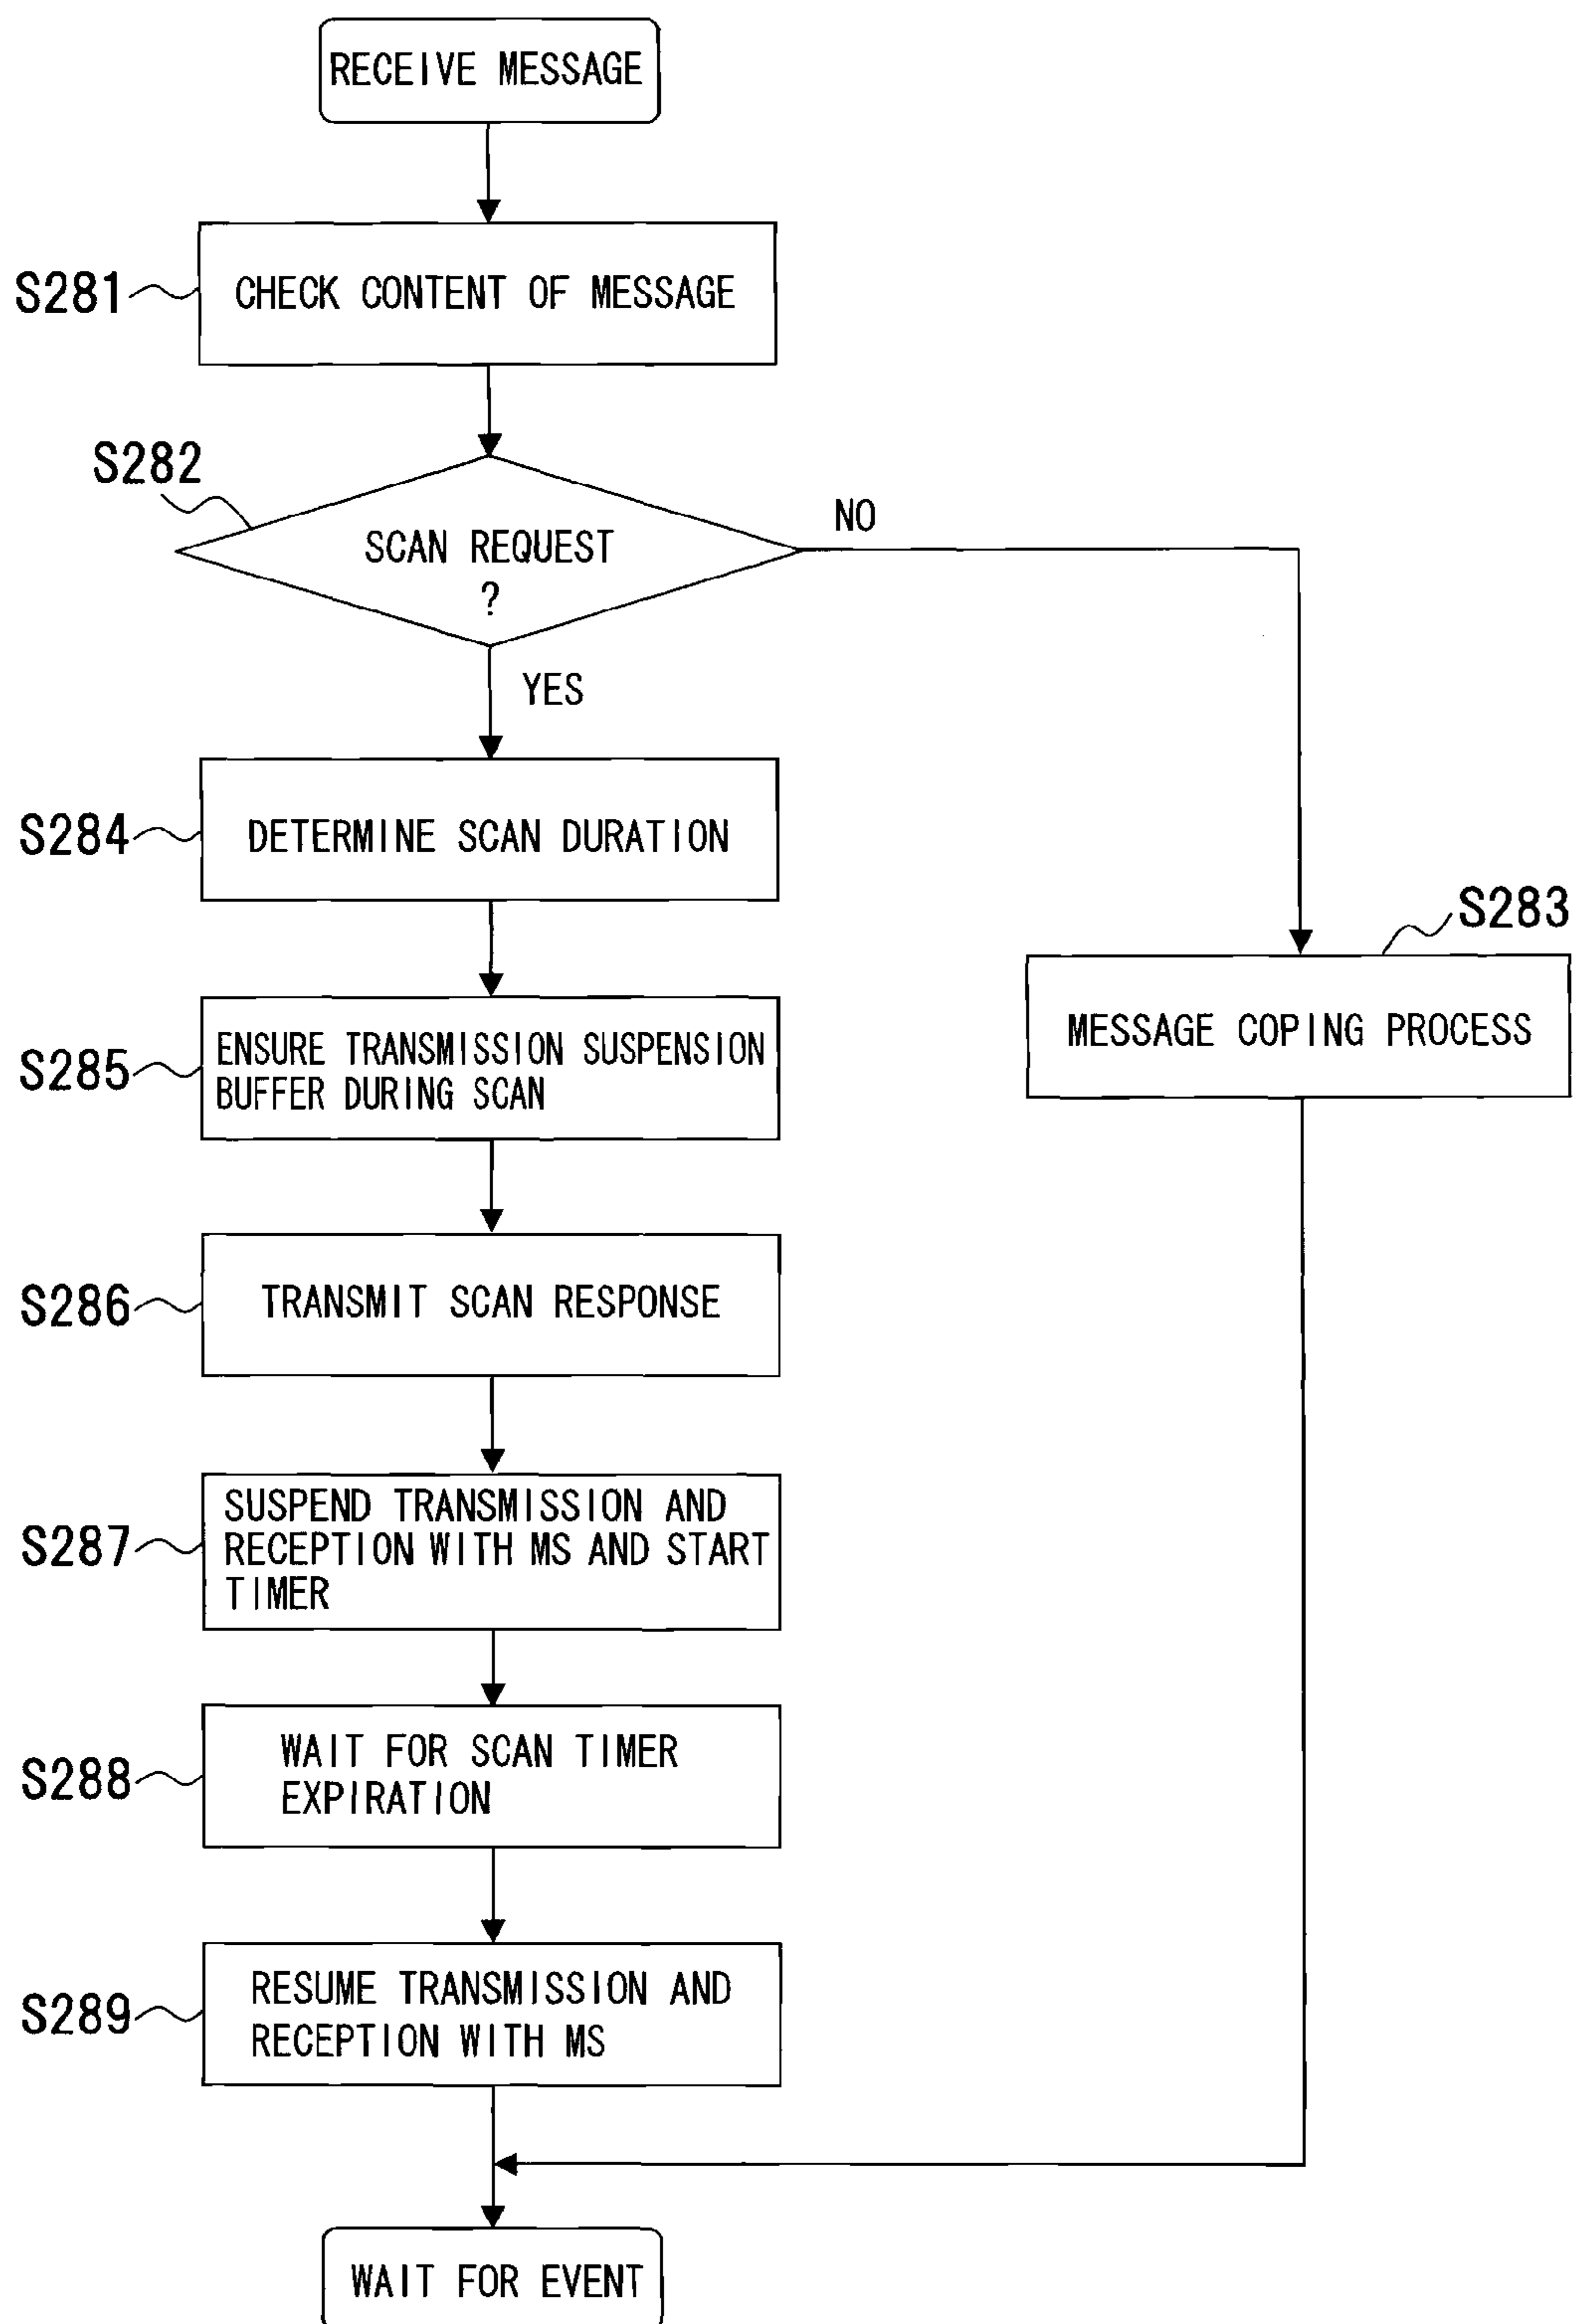 RECEIVE MESSAGE
S281
CHECK CONTENT OF MESSAGE
S282
SCAN REQUEST
?
NO
YES
S284
DETERMINE SCAN DURATION
S283
MESSAGE COPING PROCESS
S285
ENSURE TRANSMISSION SUSPENSION
BUFFER DURING SCAN
S286
TRANSMIT SCAN RESPONSE
S287
SUSPEND TRANSMISSION AND
RECEPTION WITH MS AND START
TIMER
S288
WAIT FOR SCAN TIMER
EXPIRATION
S289
RESUME TRANSMISSION AND
RECEPTION WITH MS
WAIT FOR EVENT